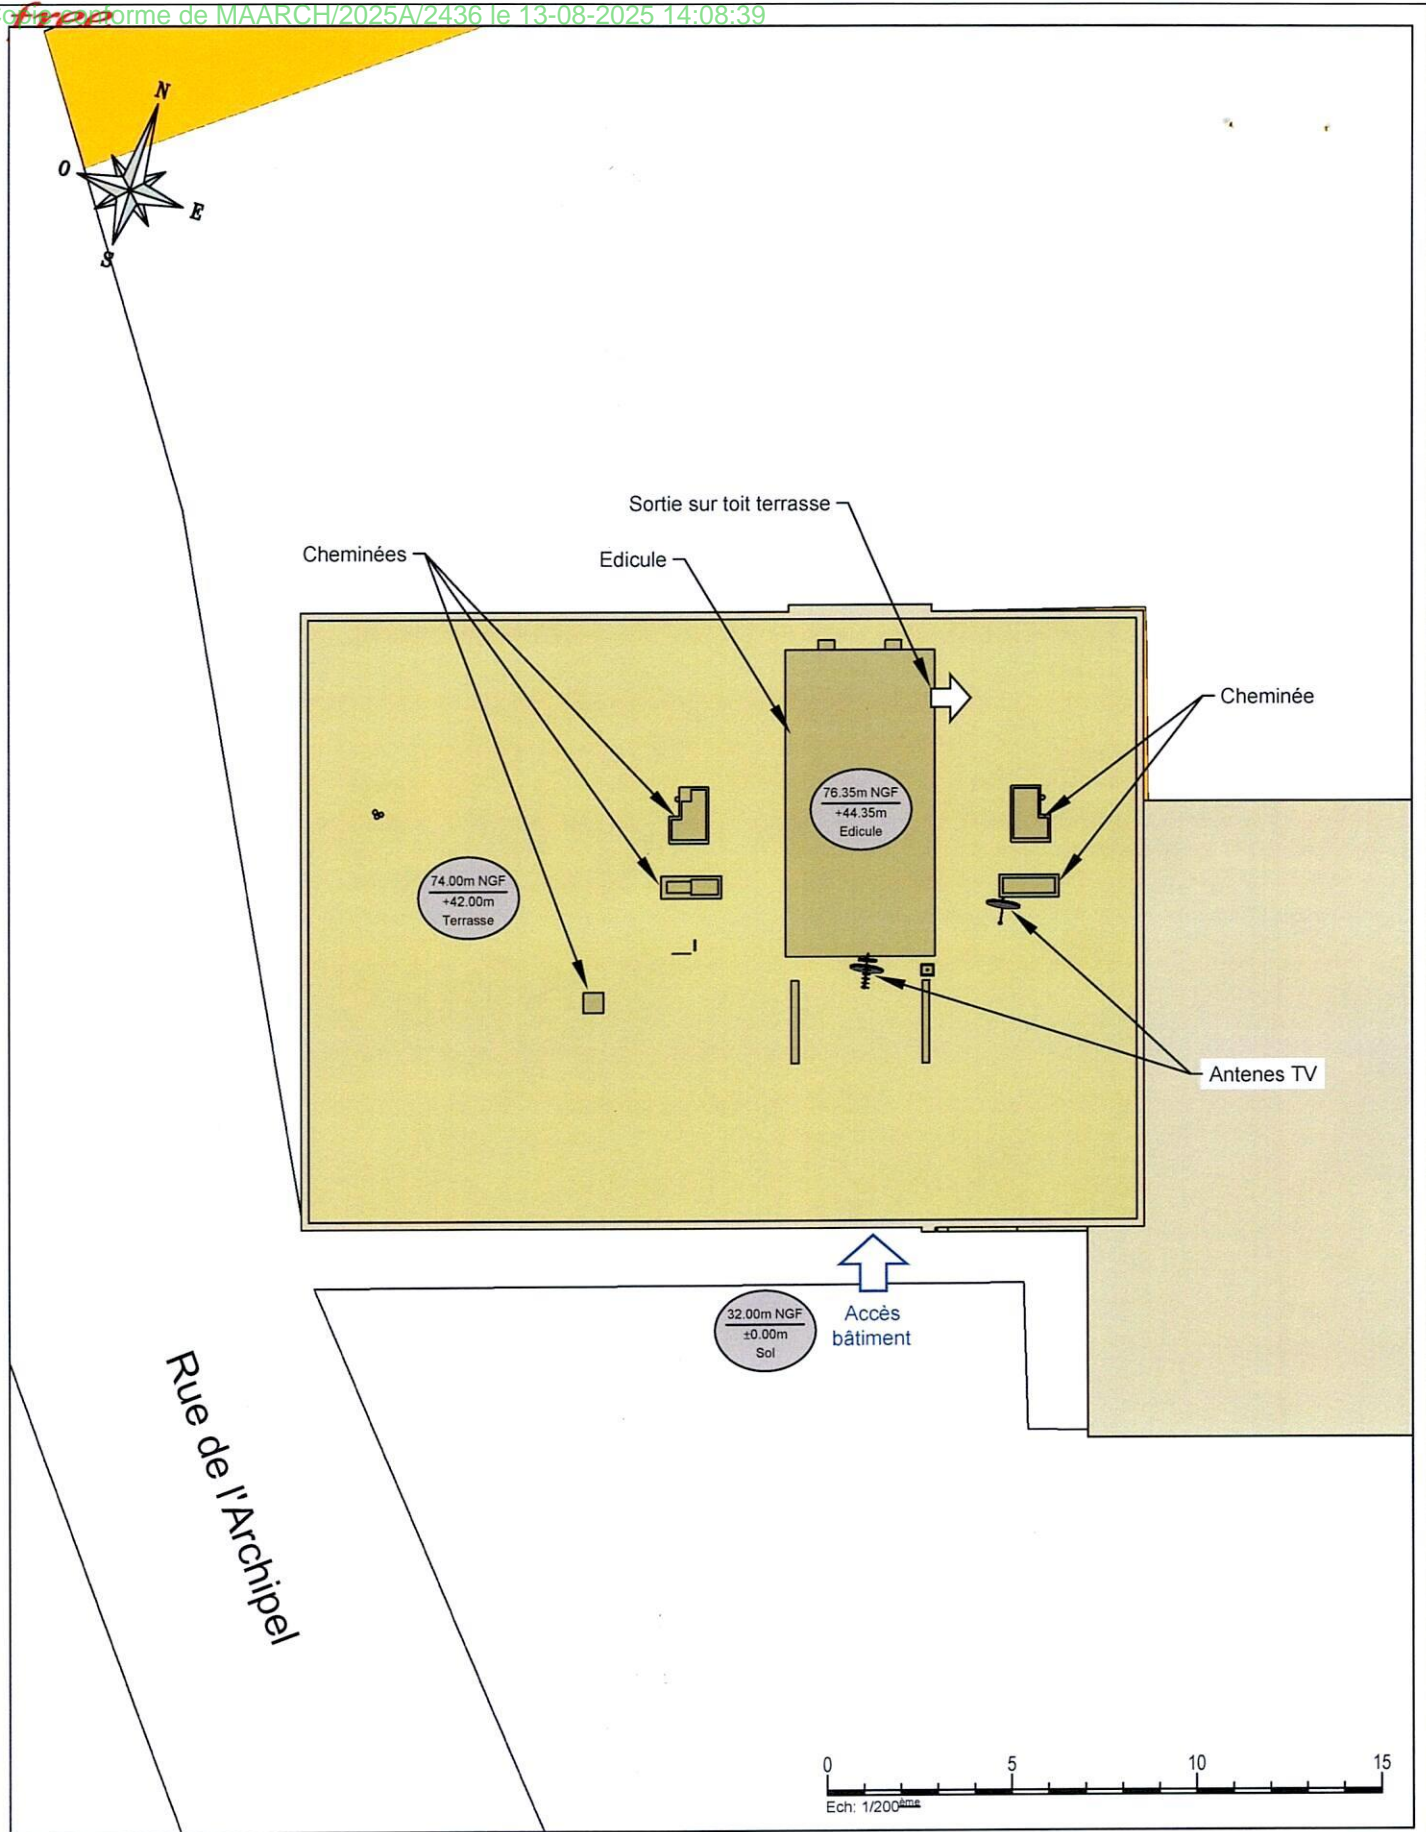 free
conforme de MAARCH/2025A/2436 le 13-08-2025 14:08:39
N
O
E
S
Sortie sur toit terrasse
Cheminées
Edicule
Cheminée
76.35m NGF
+44.35m
Edicule
74.00m NGF
+42.00m
Terrasse
Antenes TV
32.00m NGF
±0.00m
Sol
Accès
bâtiment
Rue de l'Archipel
0 5 10 15
Ech: 1/200ème